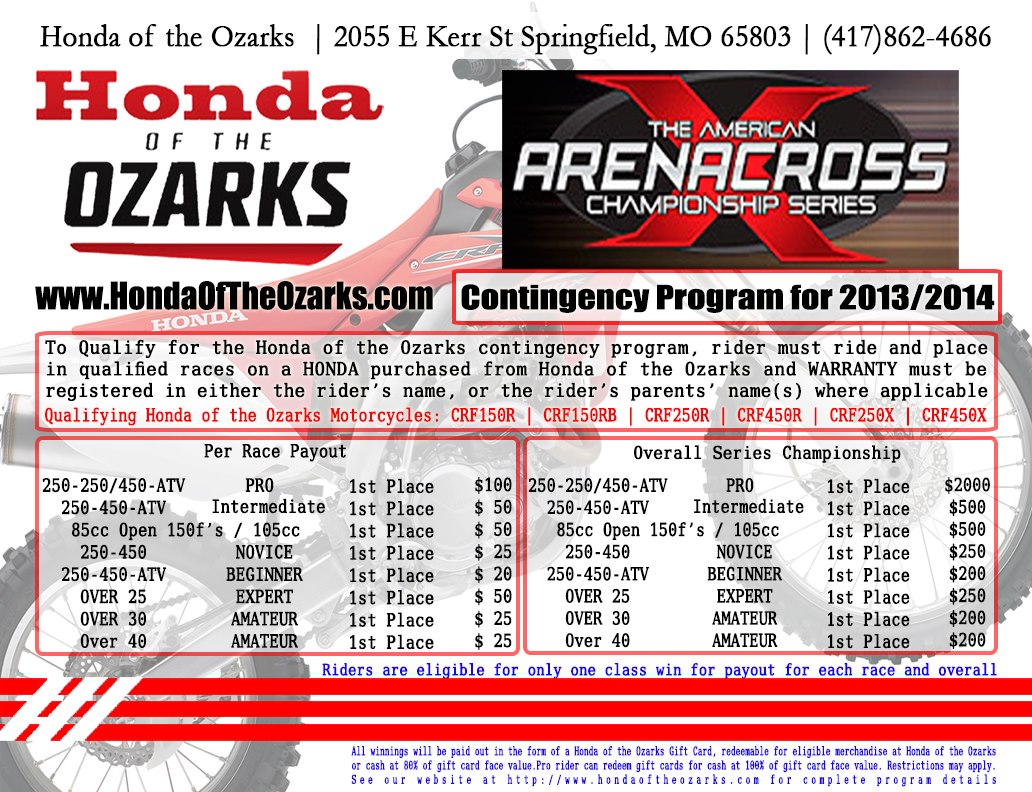 Honda of the Ozarks | 2055 E Kerr St Springfield, MO 65803 | (417)862-4686
Honda
OF THE
OZARKS
THE AMERICAN
ARENACROSS
CHAMPIONSHIP SERIES
CRF
HONDA
www.HondaOfTheOzarks.com
Contingency Program for 2013/2014
To Qualify for the Honda of the Ozarks contingency program, rider must ride and place
in qualified races on a HONDA purchased from Honda of the Ozarks and WARRANTY must be
registered in either the rider's name, or the rider's parents' name(s) where applicable
Qualifying Honda of the Ozarks Motorcycles: CRF150R | CRF150RB | CRF250R | CRF450R | CRF250X | CRF450X
Per Race Payout
250-250/450-ATV PRO 1st Place $100
250-450-ATV Intermediate 1st Place $ 50
85cc Open 150f's / 105cc 1st Place $ 50
250-450 NOVICE 1st Place $ 25
250-450-ATV BEGINNER 1st Place $ 20
OVER 25 EXPERT 1st Place $ 50
OVER 30 AMATEUR 1st Place $ 25
Over 40 AMATEUR 1st Place $ 25
Overall Series Championship
250-250/450-ATV PRO 1st Place $2000
250-450-ATV Intermediate 1st Place $500
85cc Open 150f's / 105cc 1st Place $500
250-450 NOVICE 1st Place $250
250-450-ATV BEGINNER 1st Place $200
OVER 25 EXPERT 1st Place $250
OVER 30 AMATEUR 1st Place $200
Over 40 AMATEUR 1st Place $200
Riders are eligible for only one class win for payout for each race and overall
All winnings will be paid out in the form of a Honda of the Ozarks Gift Card, redeemable for eligible merchandise at Honda of the Ozarks
or cash at 80% of gift card face value.Pro rider can redeem gift cards for cash at 100% of gift card face value. Restrictions may apply.
See our website at http://www.hondaoftheozarks.com for complete program details